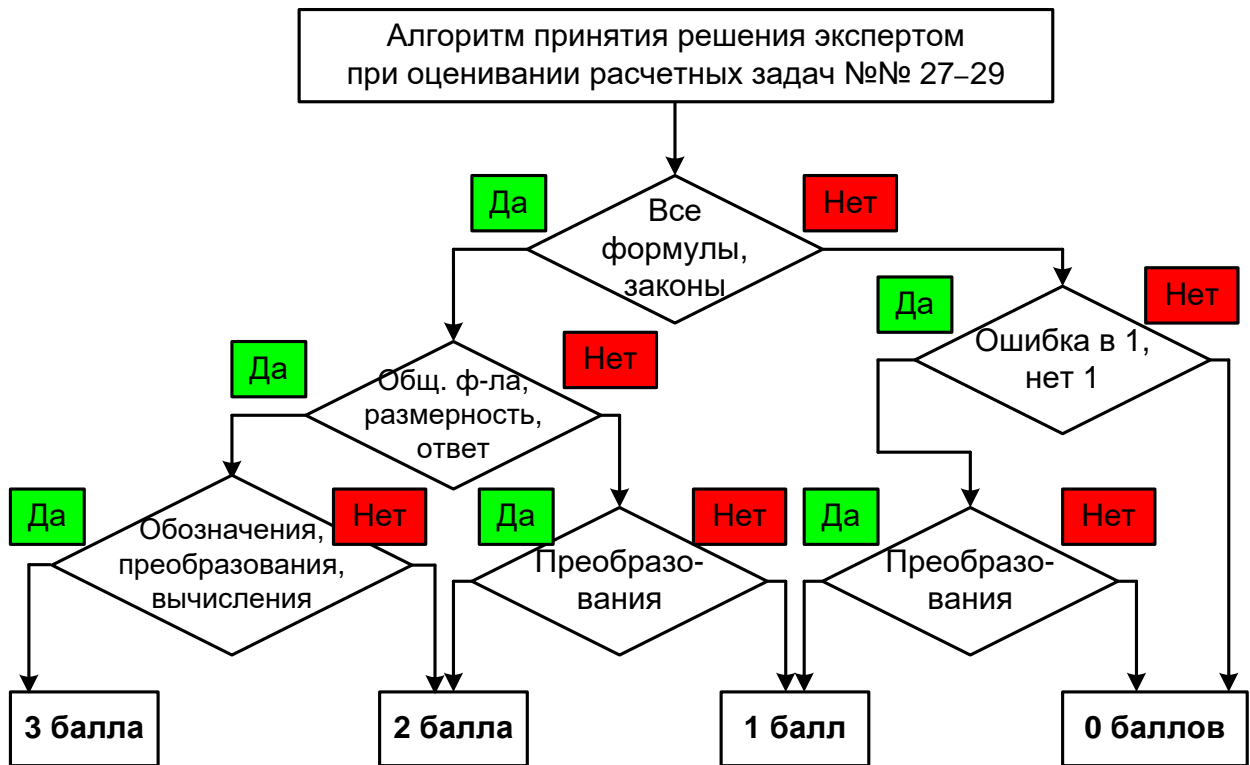 Алгоритм принятия решения экспертом
при оценивании расчетных задач №№ 27–29
Да
Нет
Все
формулы,
законы
Да
Нет
Да
Нет
Общ. ф-ла,
размерность,
ответ
Ошибка в 1,
нет 1
Да
Нет
Обозначения,
преобразования,
вычисления
Да
Нет
Преобразо-
вания
Да
Нет
Преобразо-
вания
3 балла
2 балла
1 балл
0 баллов